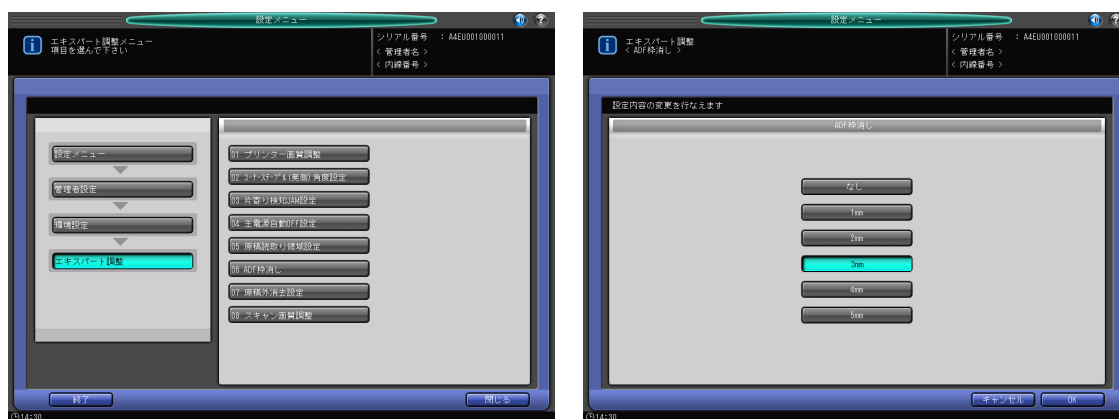 設定メニュー
エキスパート調整メニュー
項目を選んで下さい
シリアル番号 : A4EU001000011
< 管理者名 >
< 内線番号 >
設定メニュー
管理者設定
環境設定
エキスパート調整
01 プリンター画質調整
02 コーナーステープル(奥側)角度設定
03 片寄り検知JAM設定
04 主電源自動OFF設定
05 原稿読取り領域設定
06 ADF枠消し
07 原稿外消去設定
08 スキャン画質調整
終了
閉じる
14:30
設定メニュー
エキスパート調整
< ADF枠消し >
シリアル番号 : A4EU001000011
< 管理者名 >
< 内線番号 >
設定内容の変更を行なえます
ADF枠消し
なし
1mm
2mm
3mm
4mm
5mm
キャンセル
OK
14:30